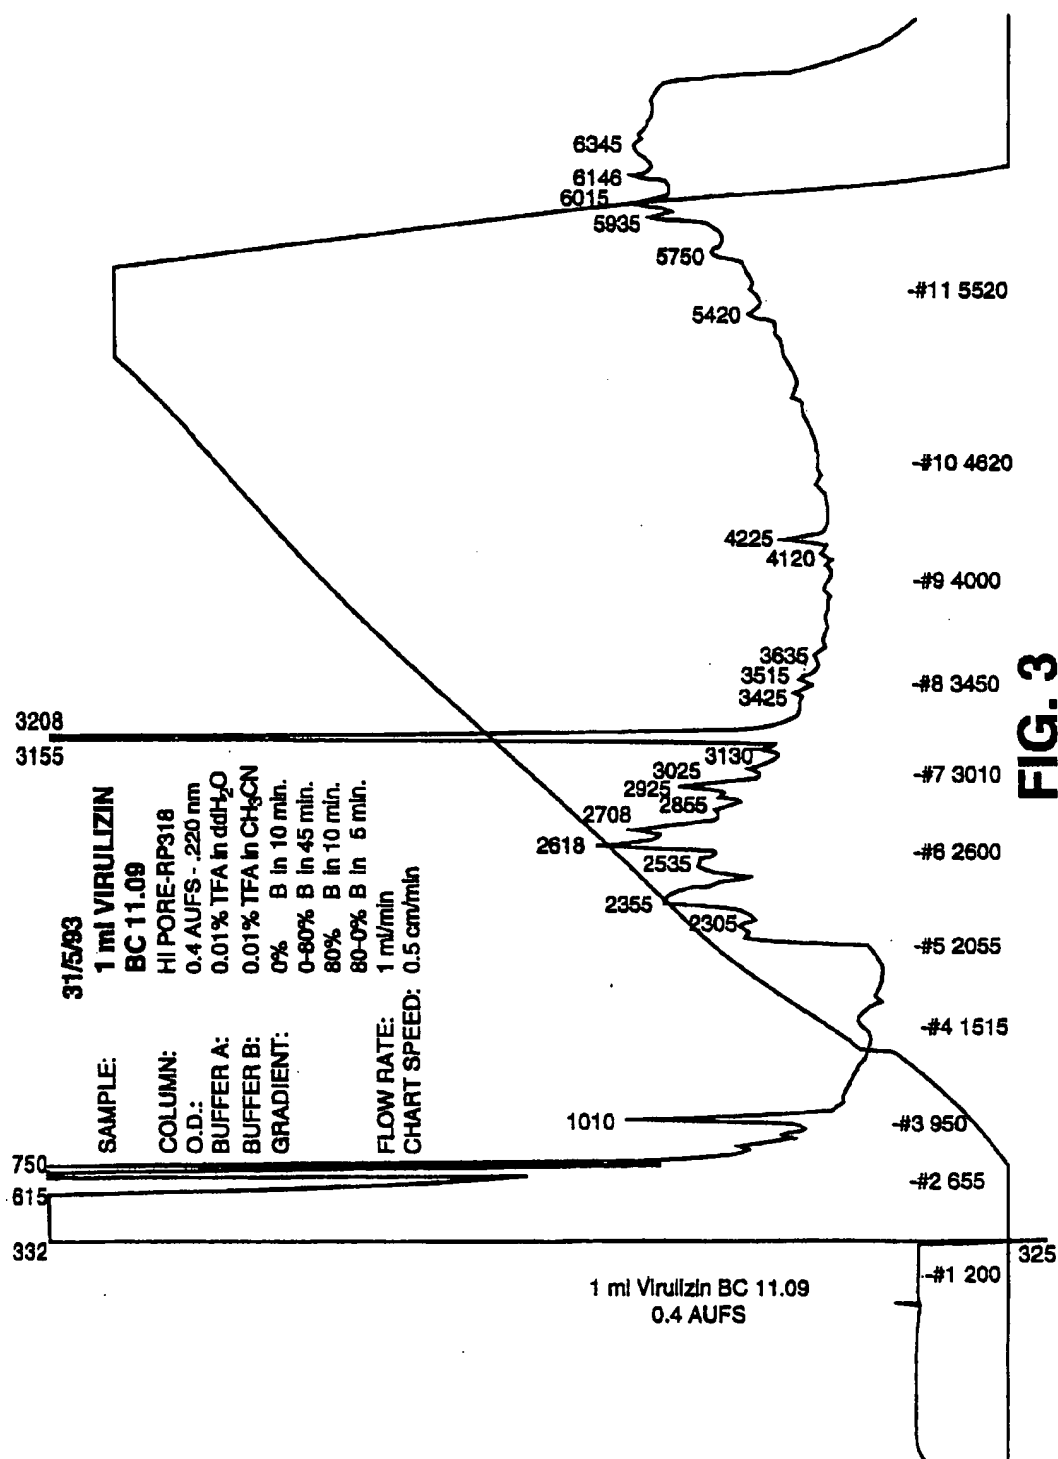 31/5/93
SAMPLE: 1 ml VIRULIZIN
BC 11.09
COLUMN: HI PORE-RP318
O.D.: 0.4 AUFS - .220 nm
BUFFER A: 0.01% TFA in ddH₂O
BUFFER B: 0.01% TFA in CH₃CN
GRADIENT: 0% B in 10 min.
0-60% B in 45 min.
80% B in 10 min.
80-0% B in 5 min.
FLOW RATE: 1 ml/min
CHART SPEED: 0.5 cm/min
6345
6146
6015
5935
5750
5420
4225
4120
3635
3515
3425
3208
3155
3130
3025
2925
2855
2708
2618
2535
2355
2305
1010
750
615
332
325
-#11 5520
-#10 4620
-#9 4000
-#8 3450
-#7 3010
-#6 2600
-#5 2055
-#4 1515
-#3 950
-#2 655
-#1 200
1 ml Virulizin BC 11.09
0.4 AUFS
FIG. 3